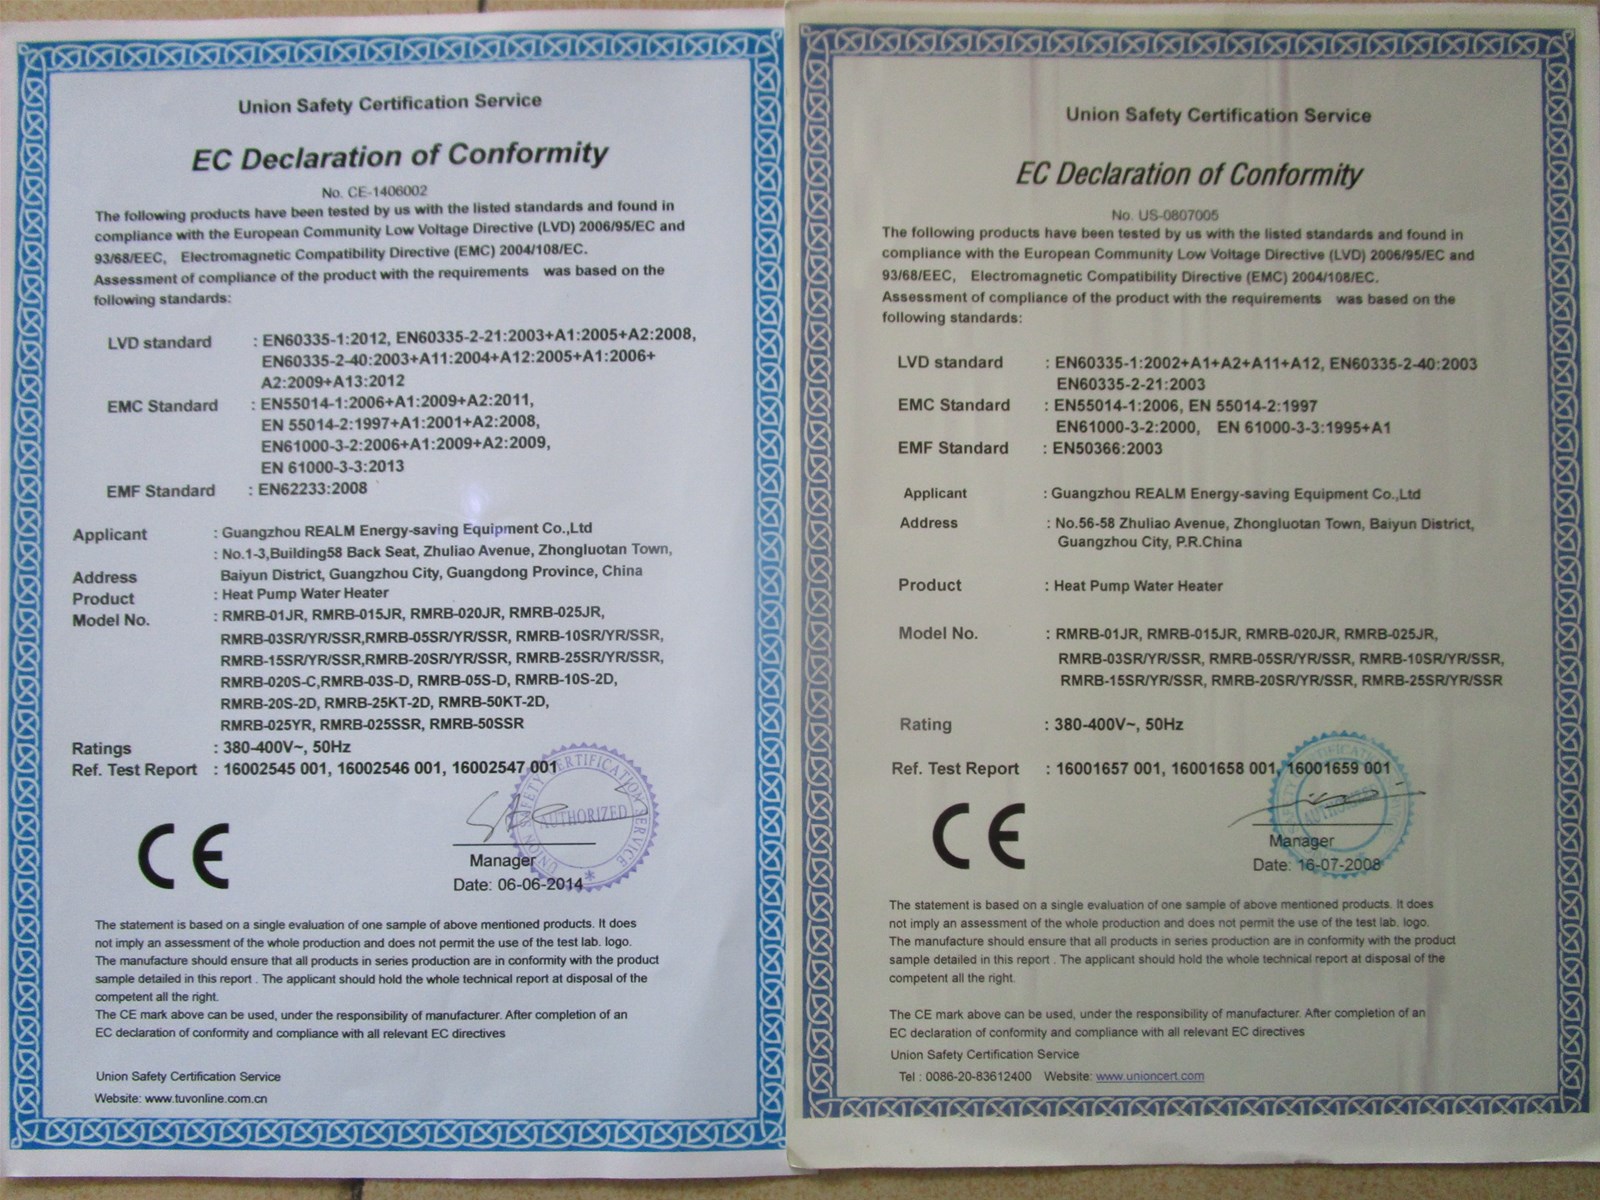 Union Safety Certification Service
EC Declaration of Conformity
No. CE-1406002
The following products have been tested by us with the listed standards and found in
compliance with the European Community Low Voltage Directive (LVD) 2006/95/EC and
93/68/EEC, Electromagnetic Compatibility Directive (EMC) 2004/108/EC.
Assessment of compliance of the product with the requirements was based on the
following standards:
LVD standard : EN60335-1:2012, EN60335-2-21:2003+A1:2005+A2:2008,
EN60335-2-40:2003+A11:2004+A12:2005+A1:2006+
A2:2009+A13:2012
EMC Standard : EN55014-1:2006+A1:2009+A2:2011,
EN 55014-2:1997+A1:2001+A2:2008,
EN61000-3-2:2006+A1:2009+A2:2009,
EN 61000-3-3:2013
EMF Standard : EN62233:2008
Applicant : Guangzhou REALM Energy-saving Equipment Co.,Ltd
: No.1-3,Building58 Back Seat, Zhuliao Avenue, Zhongluotan Town,
Address Baiyun District, Guangzhou City, Guangdong Province, China
Product : Heat Pump Water Heater
Model No. : RMRB-01JR, RMRB-015JR, RMRB-020JR, RMRB-025JR,
RMRB-03SR/YR/SSR,RMRB-05SR/YR/SSR, RMRB-10SR/YR/SSR,
RMRB-15SR/YR/SSR,RMRB-20SR/YR/SSR, RMRB-25SR/YR/SSR,
RMRB-020S-C,RMRB-03S-D, RMRB-05S-D, RMRB-10S-2D,
RMRB-20S-2D, RMRB-25KT-2D, RMRB-50KT-2D,
RMRB-025YR, RMRB-025SSR, RMRB-50SSR
Ratings : 380-400V~, 50Hz
Ref. Test Report : 16002545 001, 16002546 001, 16002547 001
UNION SAFETY CERTIFICATION SERVICE
AUTHORIZED
CE
Manager
Date: 06-06-2014
The statement is based on a single evaluation of one sample of above mentioned products. It does
not imply an assessment of the whole production and does not permit the use of the test lab. logo.
The manufacture should ensure that all products in series production are in conformity with the product
sample detailed in this report . The applicant should hold the whole technical report at disposal of the
competent all the right.
The CE mark above can be used, under the responsibility of manufacturer. After completion of an
EC declaration of conformity and compliance with all relevant EC directives
Union Safety Certification Service
Website: www.tuvonline.com.cn
Union Safety Certification Service
EC Declaration of Conformity
No. US-0807005
The following products have been tested by us with the listed standards and found in
compliance with the European Community Low Voltage Directive (LVD) 2006/95/EC and
93/68/EEC, Electromagnetic Compatibility Directive (EMC) 2004/108/EC.
Assessment of compliance of the product with the requirements was based on the
following standards:
LVD standard : EN60335-1:2002+A1+A2+A11+A12, EN60335-2-40:2003
EN60335-2-21:2003
EMC Standard : EN55014-1:2006, EN 55014-2:1997
EN61000-3-2:2000, EN 61000-3-3:1995+A1
EMF Standard : EN50366:2003
Applicant : Guangzhou REALM Energy-saving Equipment Co.,Ltd
Address : No.56-58 Zhuliao Avenue, Zhongluotan Town, Baiyun District,
Guangzhou City, P.R.China
Product : Heat Pump Water Heater
Model No. : RMRB-01JR, RMRB-015JR, RMRB-020JR, RMRB-025JR,
RMRB-03SR/YR/SSR, RMRB-05SR/YR/SSR, RMRB-10SR/YR/SSR,
RMRB-15SR/YR/SSR, RMRB-20SR/YR/SSR, RMRB-25SR/YR/SSR
Rating : 380-400V~, 50Hz
Ref. Test Report : 16001657 001, 16001658 001, 16001659 001
CE
Manager
Date: 16-07-2008
The statement is based on a single evaluation of one sample of above mentioned products. It does
not imply an assessment of the whole production and does not permit the use of the test lab. logo.
The manufacture should ensure that all products in series production are in conformity with the product
sample detailed in this report . The applicant should hold the whole technical report at disposal of the
competent all the right.
The CE mark above can be used, under the responsibility of manufacturer. After completion of an
EC declaration of conformity and compliance with all relevant EC directives
Union Safety Certification Service
Tel : 0086-20-83612400 Website: www.unioncert.com